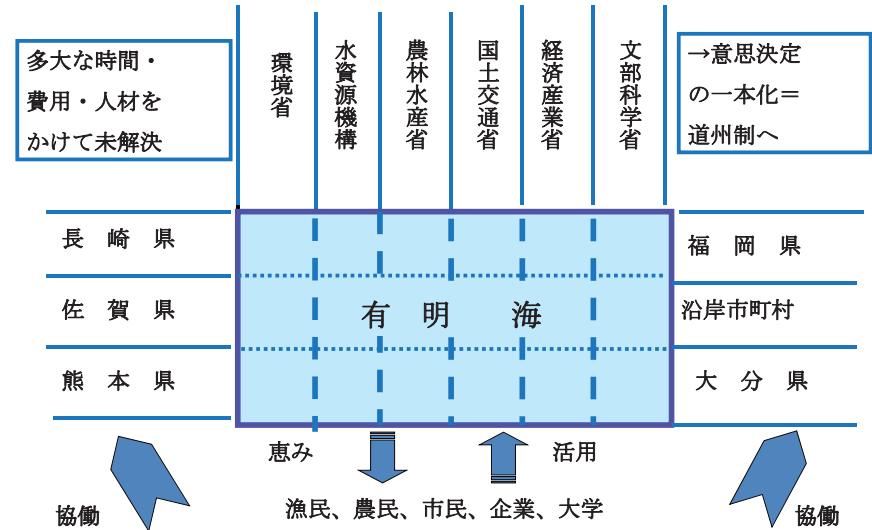 多大な時間・
費用・人材を
かけて未解決
環境省
水資源機構
農林水産省
国土交通省
経済産業省
文部科学省
→意思決定
の一本化＝
道州制へ
長　崎　県
佐　賀　県
熊　本　県
有　明　　海
福　岡　県
沿岸市町村
大　分　県
恵み
活用
漁民、農民、市民、企業、大学
協働
協働